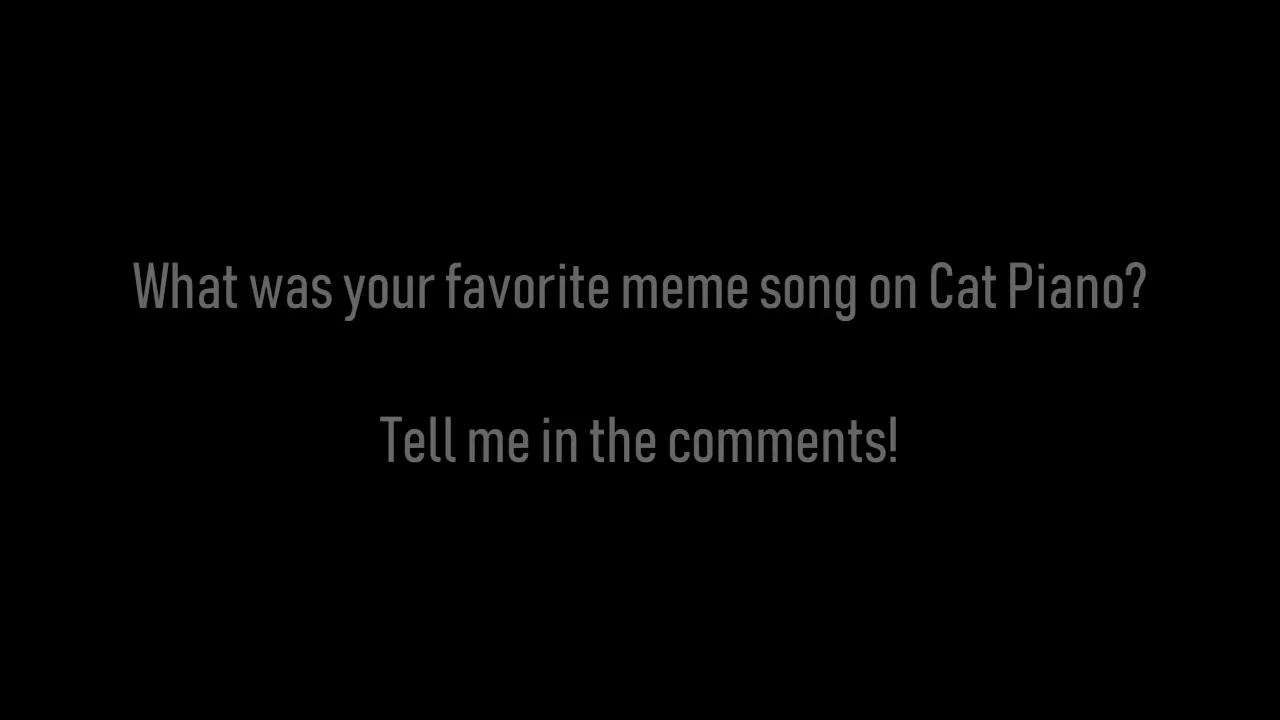 What was your favorite meme song on Cat Piano?
Tell me in the comments!